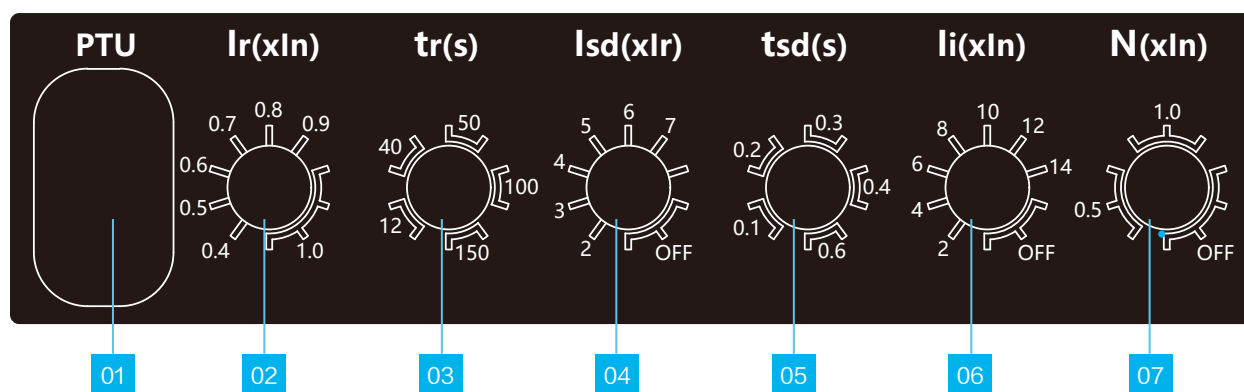 PTU Ir(xIn) tr(s) Isd(xIr) tsd(s) Ii(xIn) N(xIn)
0.4 0.5 0.6 0.7 0.8 0.9 1.0
12 40 50 100 150
2 3 4 5 6 7 OFF
0.1 0.2 0.3 0.4 0.6
2 4 6 8 10 12 14 OFF
0.5 1.0 OFF
01 02 03 04 05 06 07